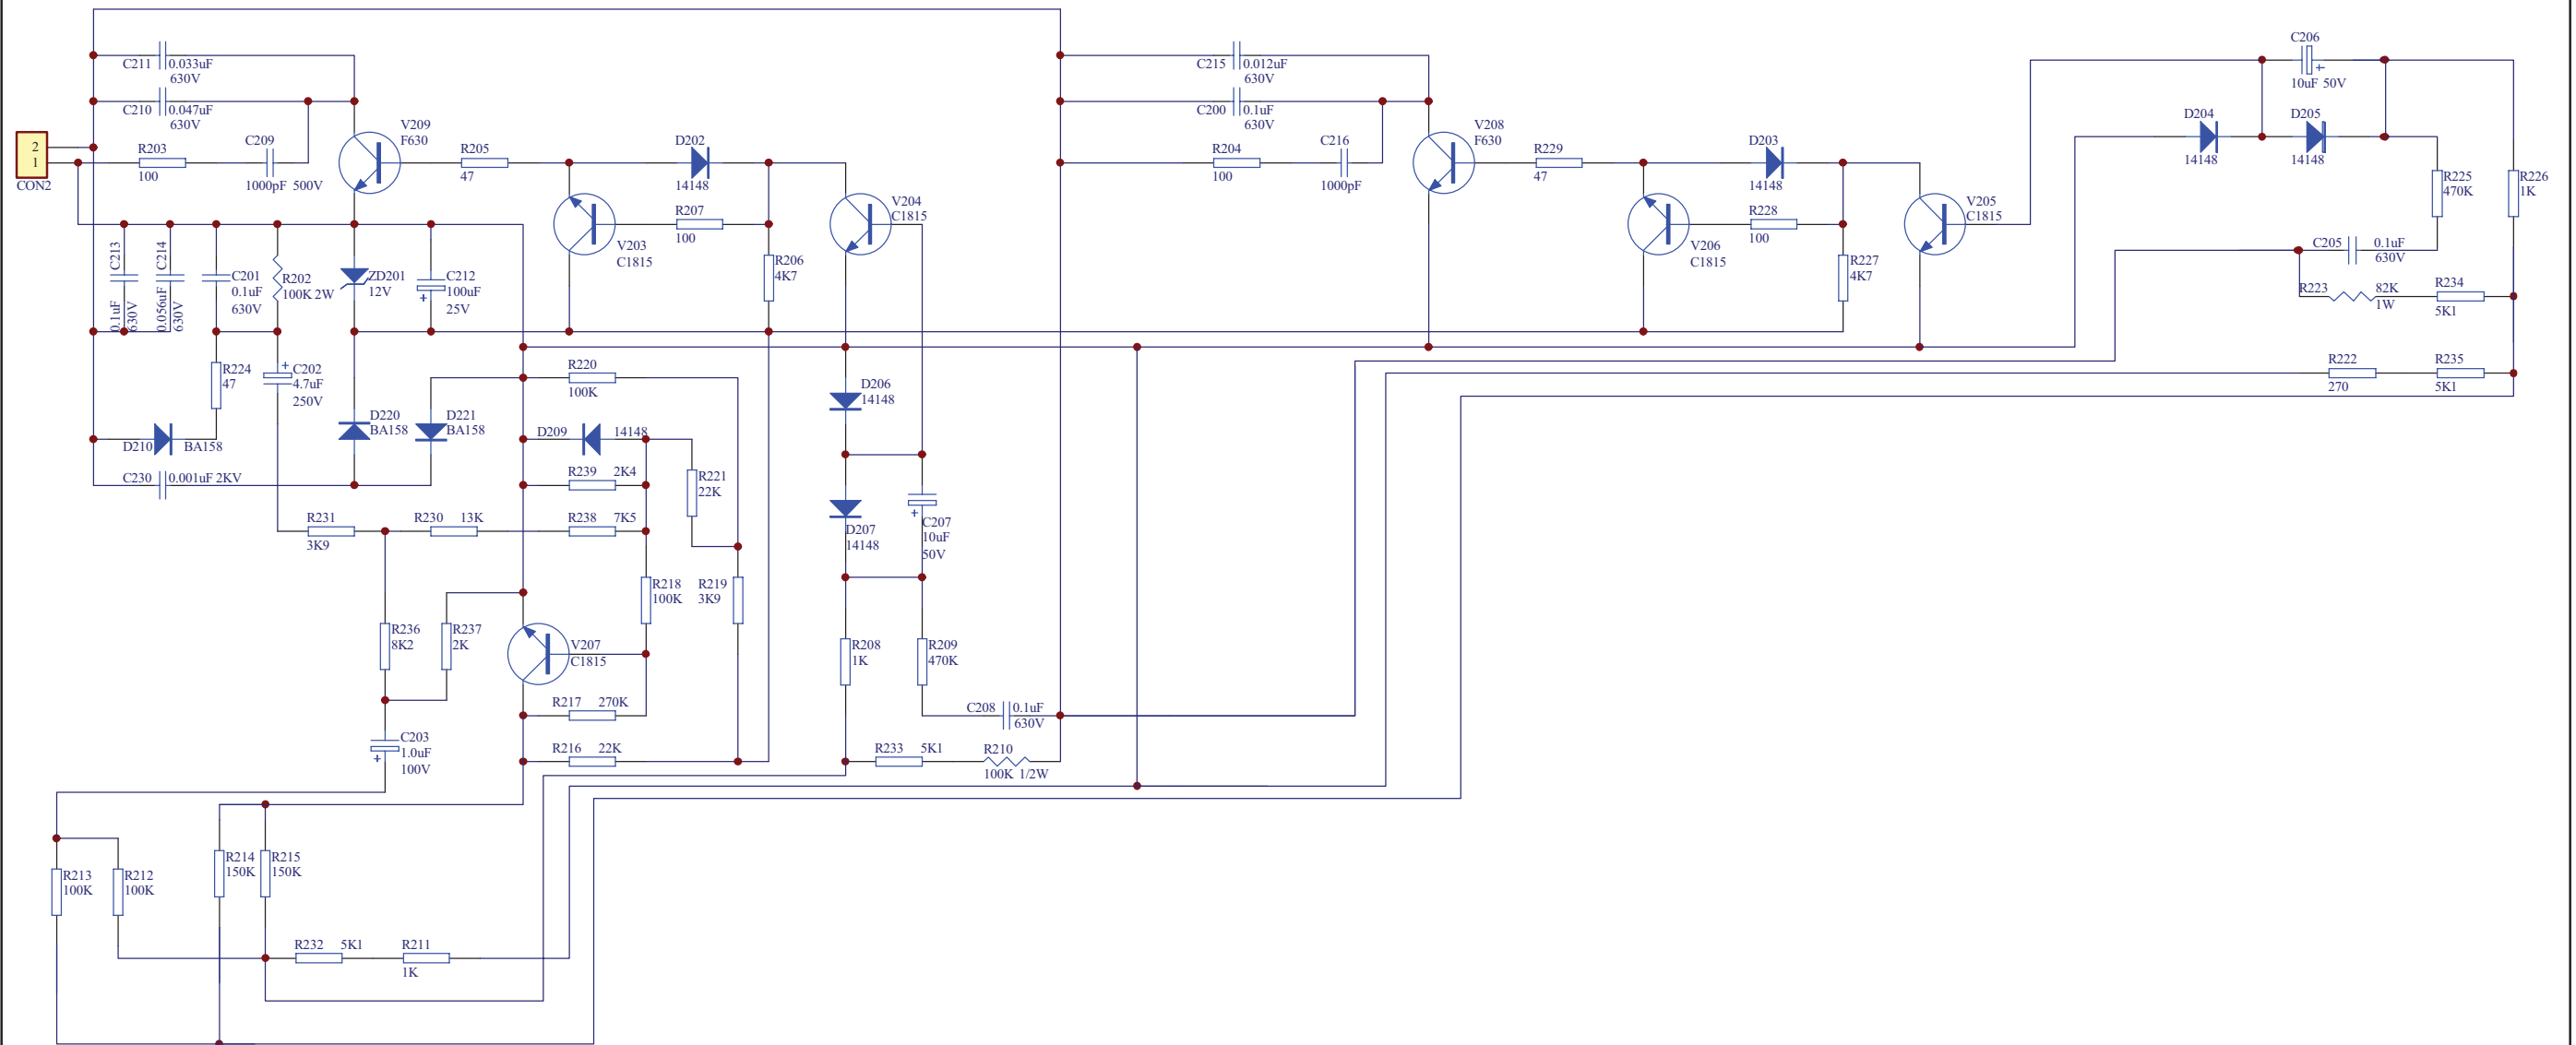 C211
0.033uF
630V
C210
0.047uF
630V
2
1
CON2
R203
100
C209
1000pF 500V
V209
F630
R205
47
D202
14148
R207
100
V203
C1815
R206
4K7
V204
C1815
C215
0.012uF
630V
C200
0.1uF
630V
R204
100
C216
1000pF
V208
F630
R229
47
D203
14148
R228
100
V206
C1815
R227
4K7
V205
C1815
C206
+
10uF 50V
D204
14148
D205
14148
R225
470K
R226
1K
C205
0.1uF
630V
R223
82K
1W
R234
5K1
R222
270
R235
5K1
C213
0.1uF
630V
C214
0.056uF
630V
C201
0.1uF
630V
R202
100K 2W
ZD201
12V
C212
+
100uF
25V
R224
47
+
C202
4.7uF
250V
D210
BA158
D220
BA158
D221
BA158
C230
0.001uF 2KV
R220
100K
D209
14148
R239
2K4
R221
22K
R231
3K9
R230
13K
R238
7K5
R218
100K
R219
3K9
R236
8K2
R237
2K
V207
C1815
R217
270K
R216
22K
C203
1.0uF
+
100V
D206
14148
D207
14148
+
C207
10uF
50V
R208
1K
R209
470K
C208
0.1uF
630V
R233
5K1
R210
100K 1/2W
R213
100K
R212
100K
R214
150K
R215
150K
R232
5K1
R211
1K